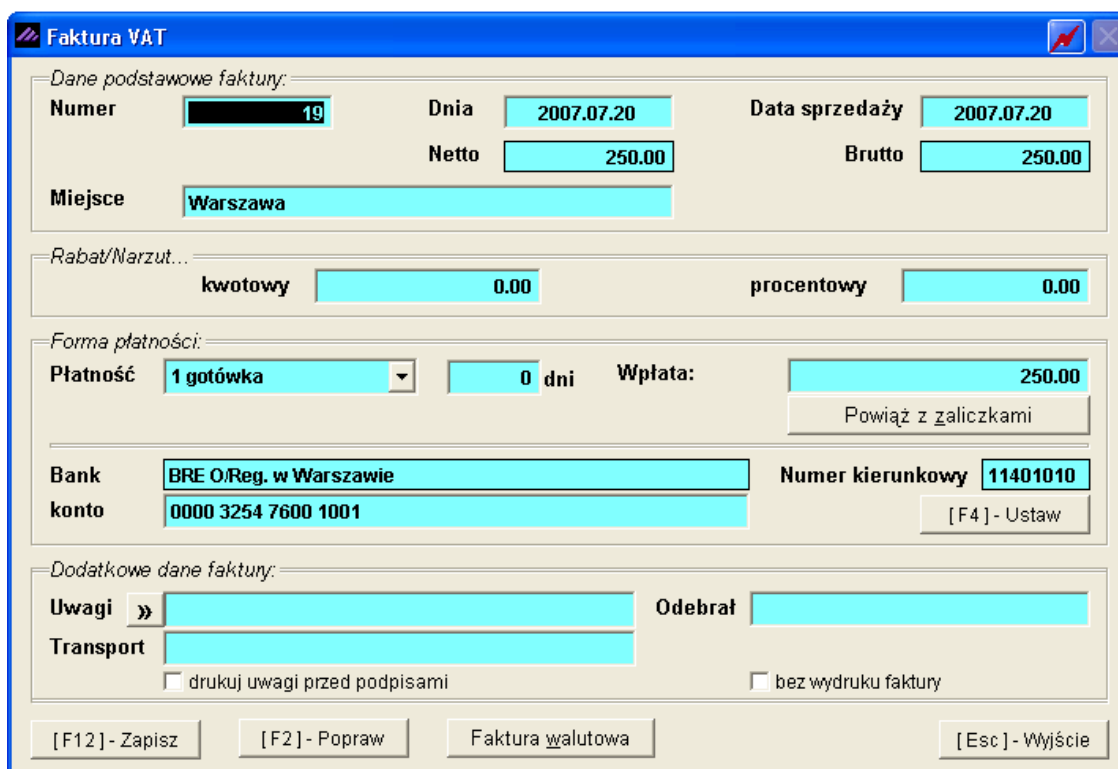 Faktura VAT
Dane podstawowe faktury:
Numer 19 Dnia 2007.07.20 Data sprzedaży 2007.07.20
Netto 250.00 Brutto 250.00
Miejsce Warszawa
Rabat/Narzut...
kwotowy 0.00 procentowy 0.00
Forma płatności:
Płatność 1 gotówka 0 dni Wpłata: 250.00
Powiąż z zaliczkami
Bank BRE O/Reg. w Warszawie Numer kierunkowy 11401010
konto 0000 3254 7600 1001 [ F4 ] - Ustaw
Dodatkowe dane faktury:
Uwagi » Odebrał
Transport
drukuj uwagi przed podpisami bez wydruku faktury
[ F12 ] - Zapisz [ F2 ] - Popraw Faktura walutowa [ Esc ] - Wyjście